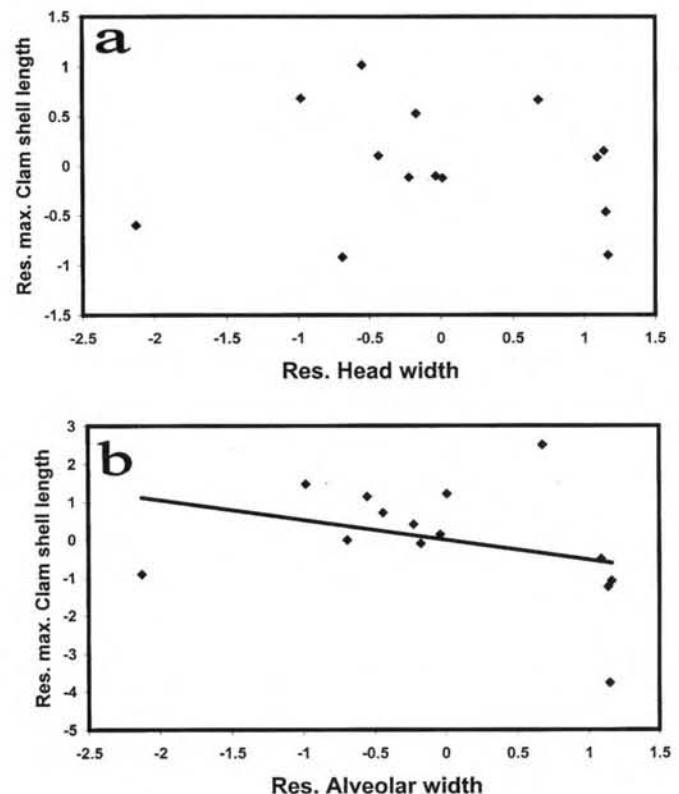 a
Res. max. Clam shell length
1.5
1
0.5
0
-0.5
-1
-1.5
-2.5 -2 -1.5 -1 -0.5 0 0.5 1 1.5
Res. Head width
b
Res. max. Clam shell length
3
2
1
0
-1
-2
-3
-4
-5
-2.5 -2 -1.5 -1 -0.5 0 0.5 1 1.5
Res. Alveolar width